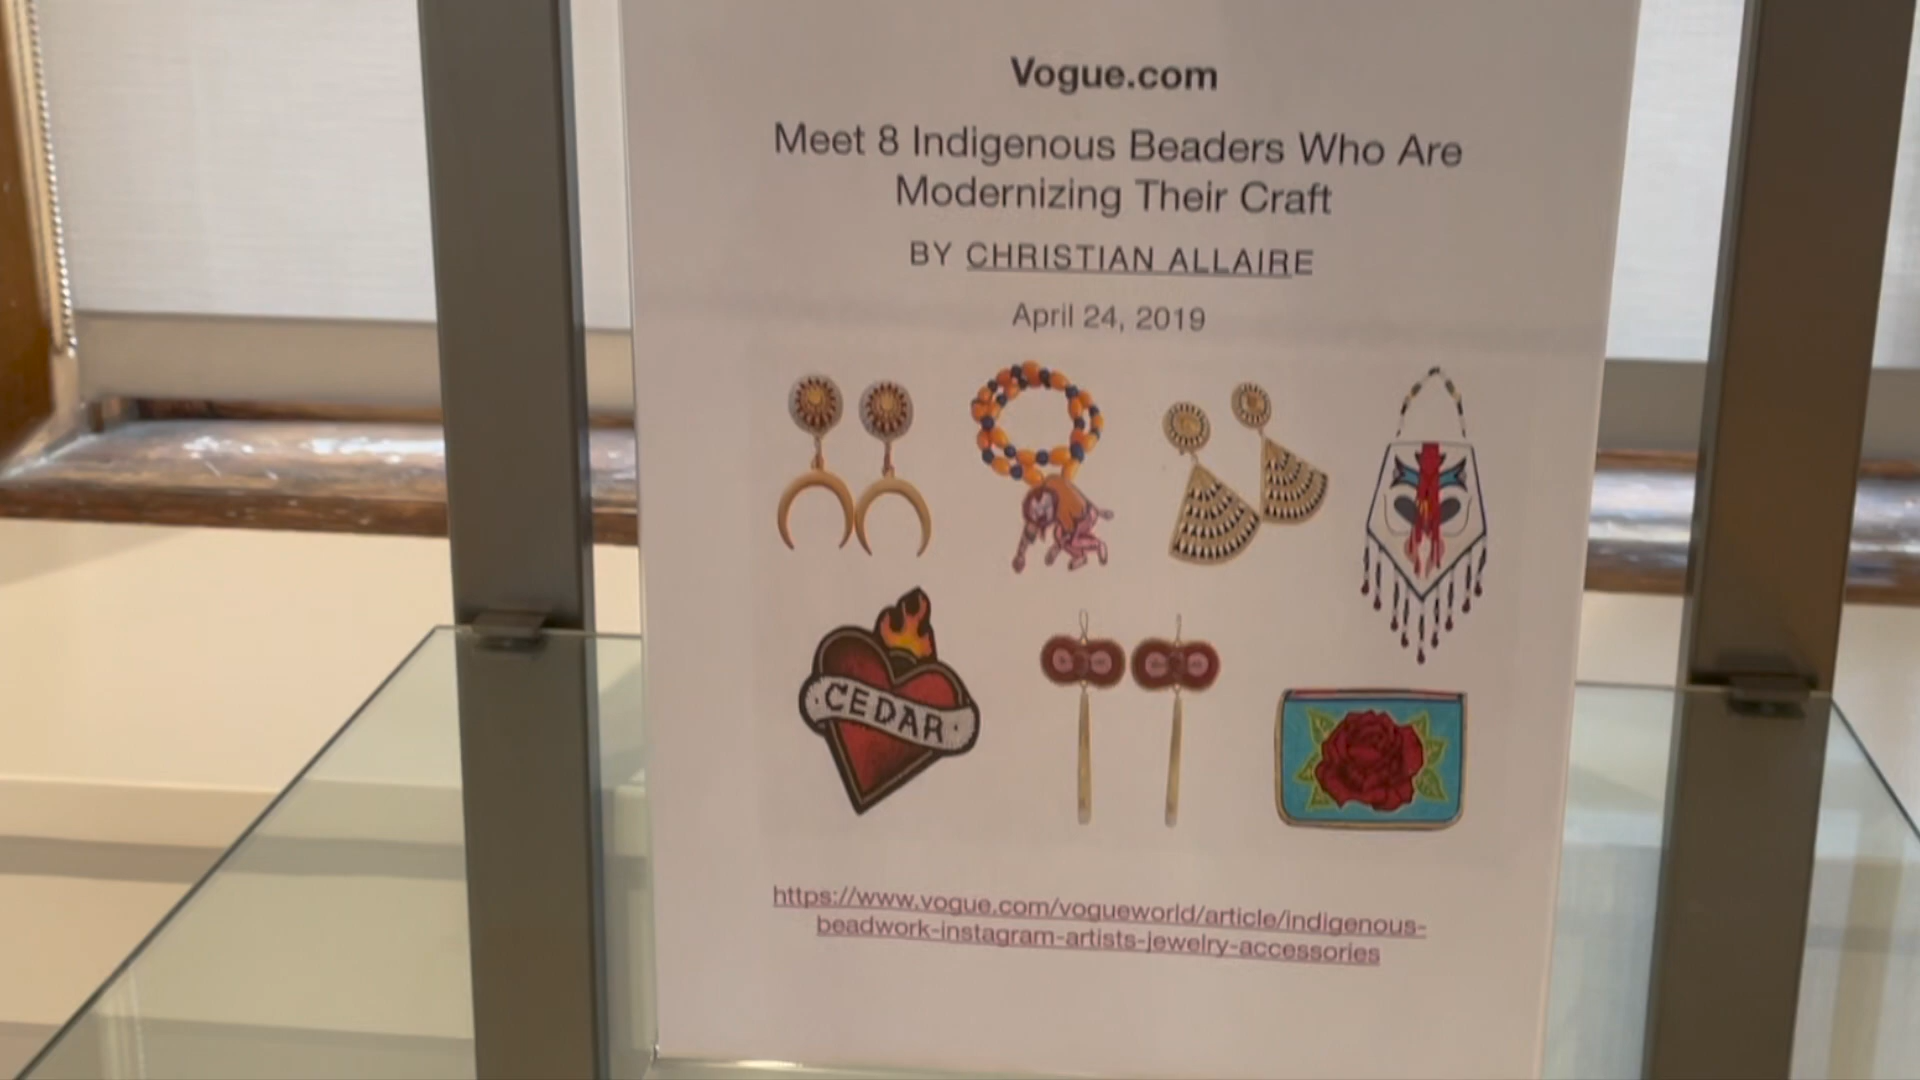 Vogue.com
Meet 8 Indigenous Beaders Who Are
Modernizing Their Craft
BY CHRISTIAN ALLAIRE
April 24, 2019
CEDAR
https://www.vogue.com/vogueworld/article/indigenous-
beadwork-instagram-artists-jewelry-accessories